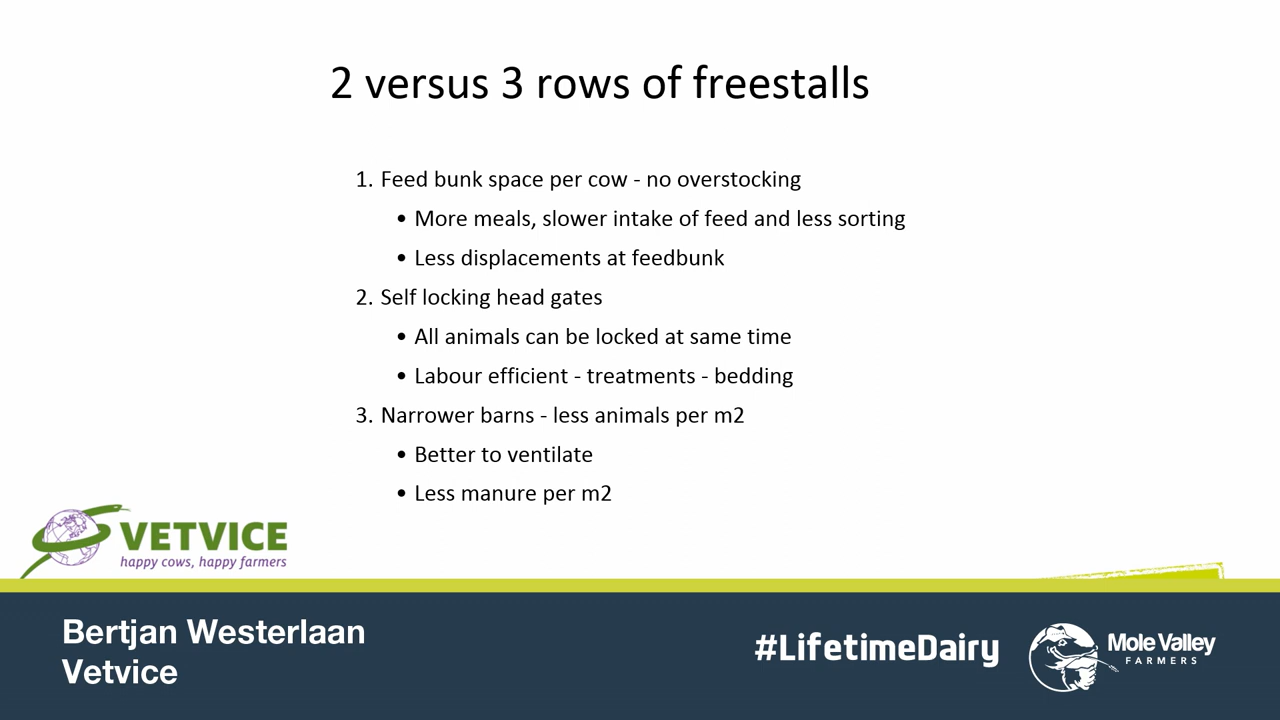 2 versus 3 rows of freestalls
1. Feed bunk space per cow - no overstocking
• More meals, slower intake of feed and less sorting
• Less displacements at feedbunk
2. Self locking head gates
• All animals can be locked at same time
• Labour efficient - treatments - bedding
3. Narrower barns - less animals per m2
• Better to ventilate
• Less manure per m2
VETVICE
happy cows, happy farmers
Bertjan Westerlaan
Vetvice
#LifetimeDairy
Mole Valley
FARMERS